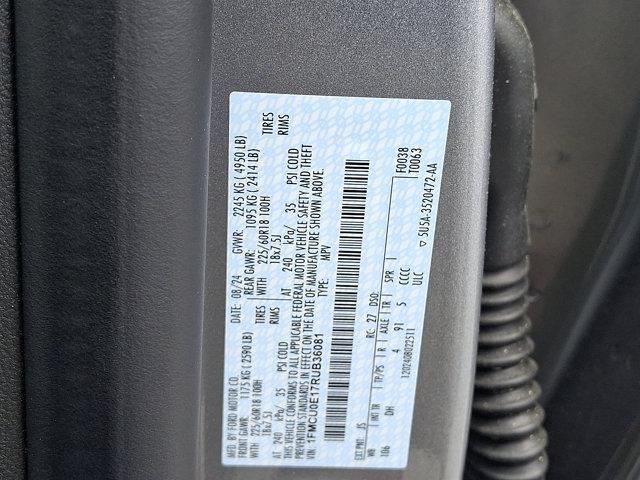 MFD. BY FORD MOTOR CO.
DATE: 08/24 GVWR: 2245 KG ( 4950 LB)
FRONT GAWR: 1175 KG ( 2590 LB) REAR GAWR: 1095 KG ( 2414 LB)
WITH 225/60R18 100H TIRES WITH 225/60R18 100H TIRES
18x7.5J RIMS 18x7.5J RIMS
AT 240 kPa/ 35 PSI COLD AT 240 kPa/ 35 PSI COLD
THIS VEHICLE CONFORMS TO ALL APPLICABLE FEDERAL MOTOR VEHICLE SAFETY AND THEFT
PREVENTION STANDARDS IN EFFECT ON THE DATE OF MANUFACTURE SHOWN ABOVE.
1FMCU0E17RUB36081 TYPE: MPV
EXT PNT: JS RC: 27 DSO: F0038
WB INT TR TP/PS R AXLE TR SPR T0063
106 DH 4 91 5 CCCC
1202408022511 ULC
5U5A-3520472-AA